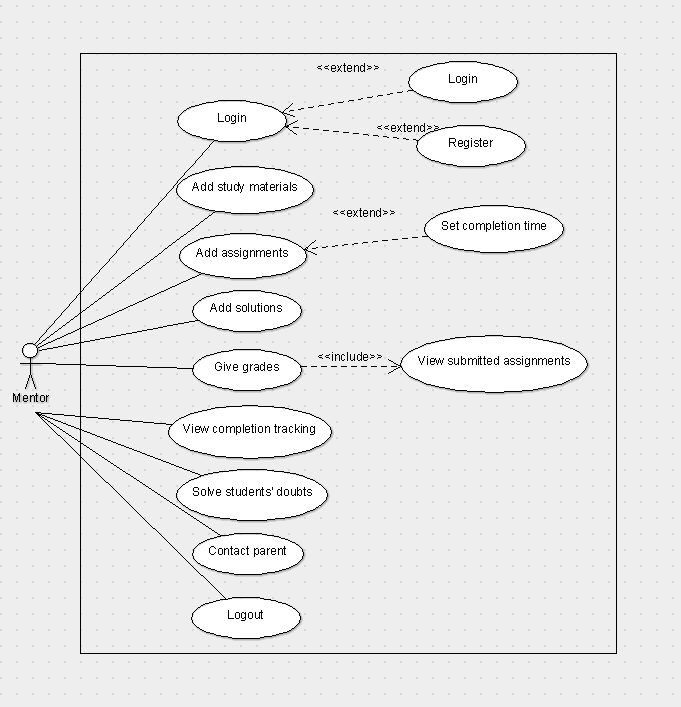 <<extend>>
Login
Login
<<extend>>
Register
Add study materials
<<extend>>
Set completion time
Add assignments
Add solutions
<<include>>
View submitted assignments
Give grades
Mentor
View completion tracking
Solve students' doubts
Contact parent
Logout